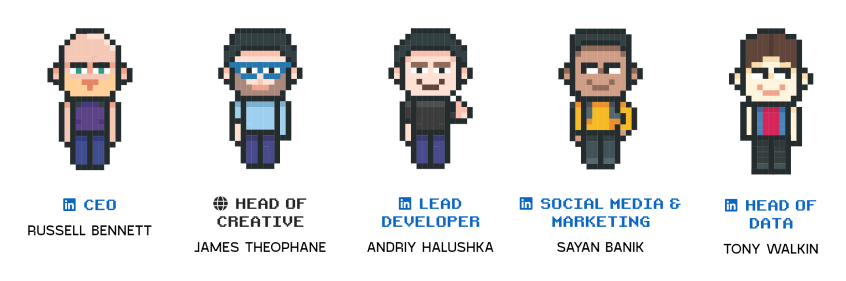 CEO
RUSSELL BENNETT
HEAD OF
CREATIVE
JAMES THEOPHANE
LEAD
DEVELOPER
ANDRIY HALUSHKA
SOCIAL MEDIA &
MARKETING
SAYAN BANIK
HEAD OF
DATA
TONY WALKIN